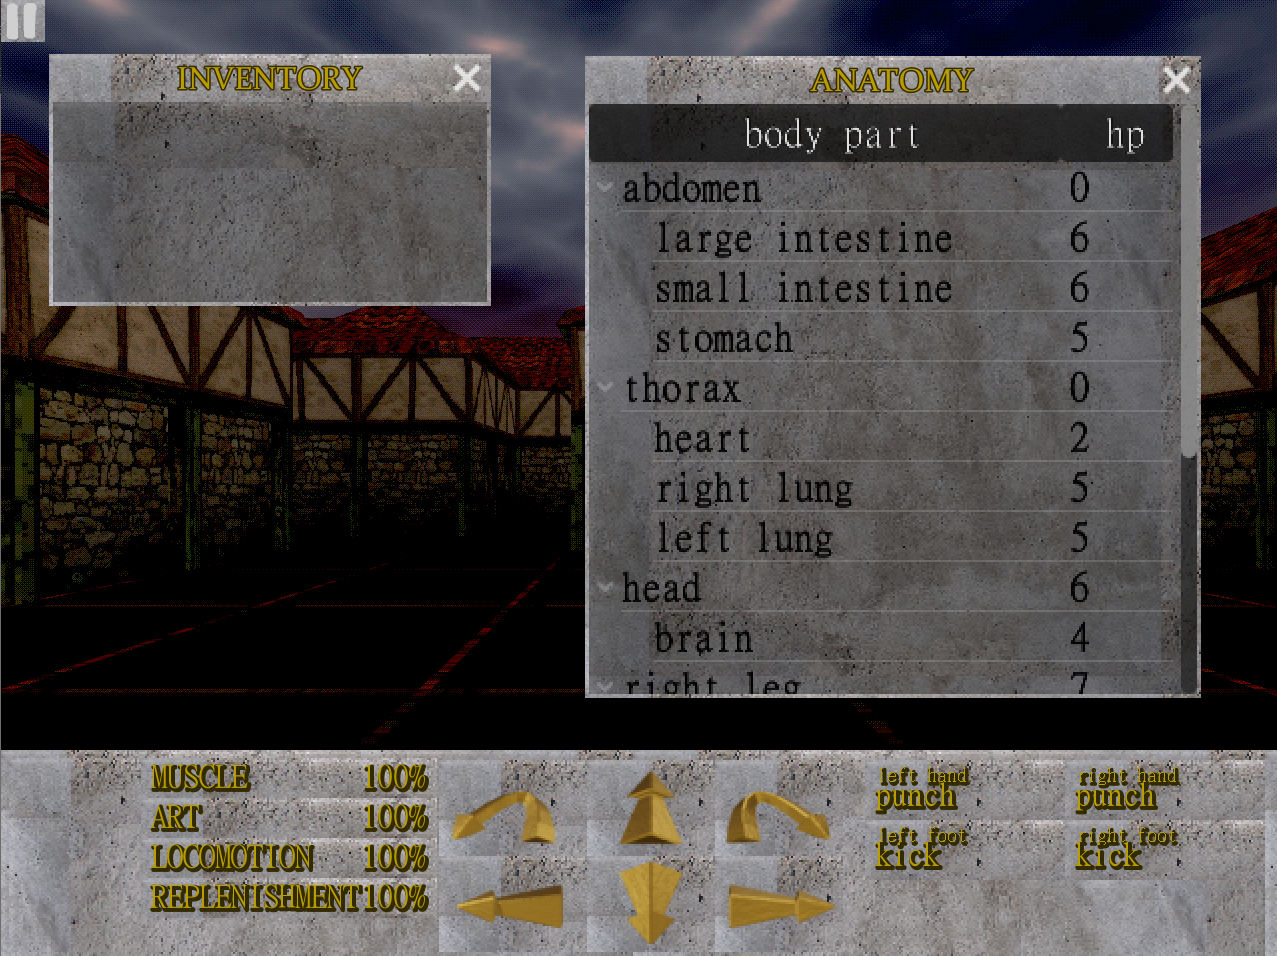 INVENTORY
ANATOMY
body part hp
abdomen 0
large intestine 6
small intestine 6
stomach 5
thorax 0
heart 2
right lung 5
left lung 5
head 6
brain 4
right leg 7
MUSCLE 100%
ART 100%
LOCOMOTION 100%
REPLENISHMENT 100%
left hand
punch
right hand
punch
left foot
kick
right foot
kick